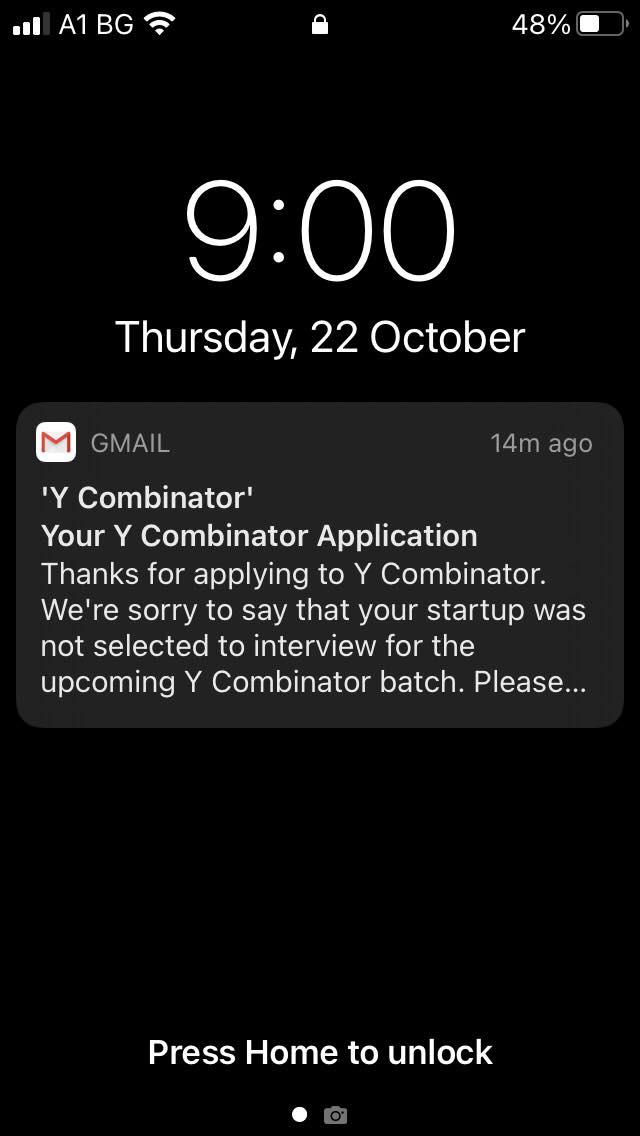 A1 BG 48%
9:00
Thursday, 22 October
GMAIL 14m ago
'Y Combinator'
Your Y Combinator Application
Thanks for applying to Y Combinator.
We're sorry to say that your startup was
not selected to interview for the
upcoming Y Combinator batch. Please...
Press Home to unlock